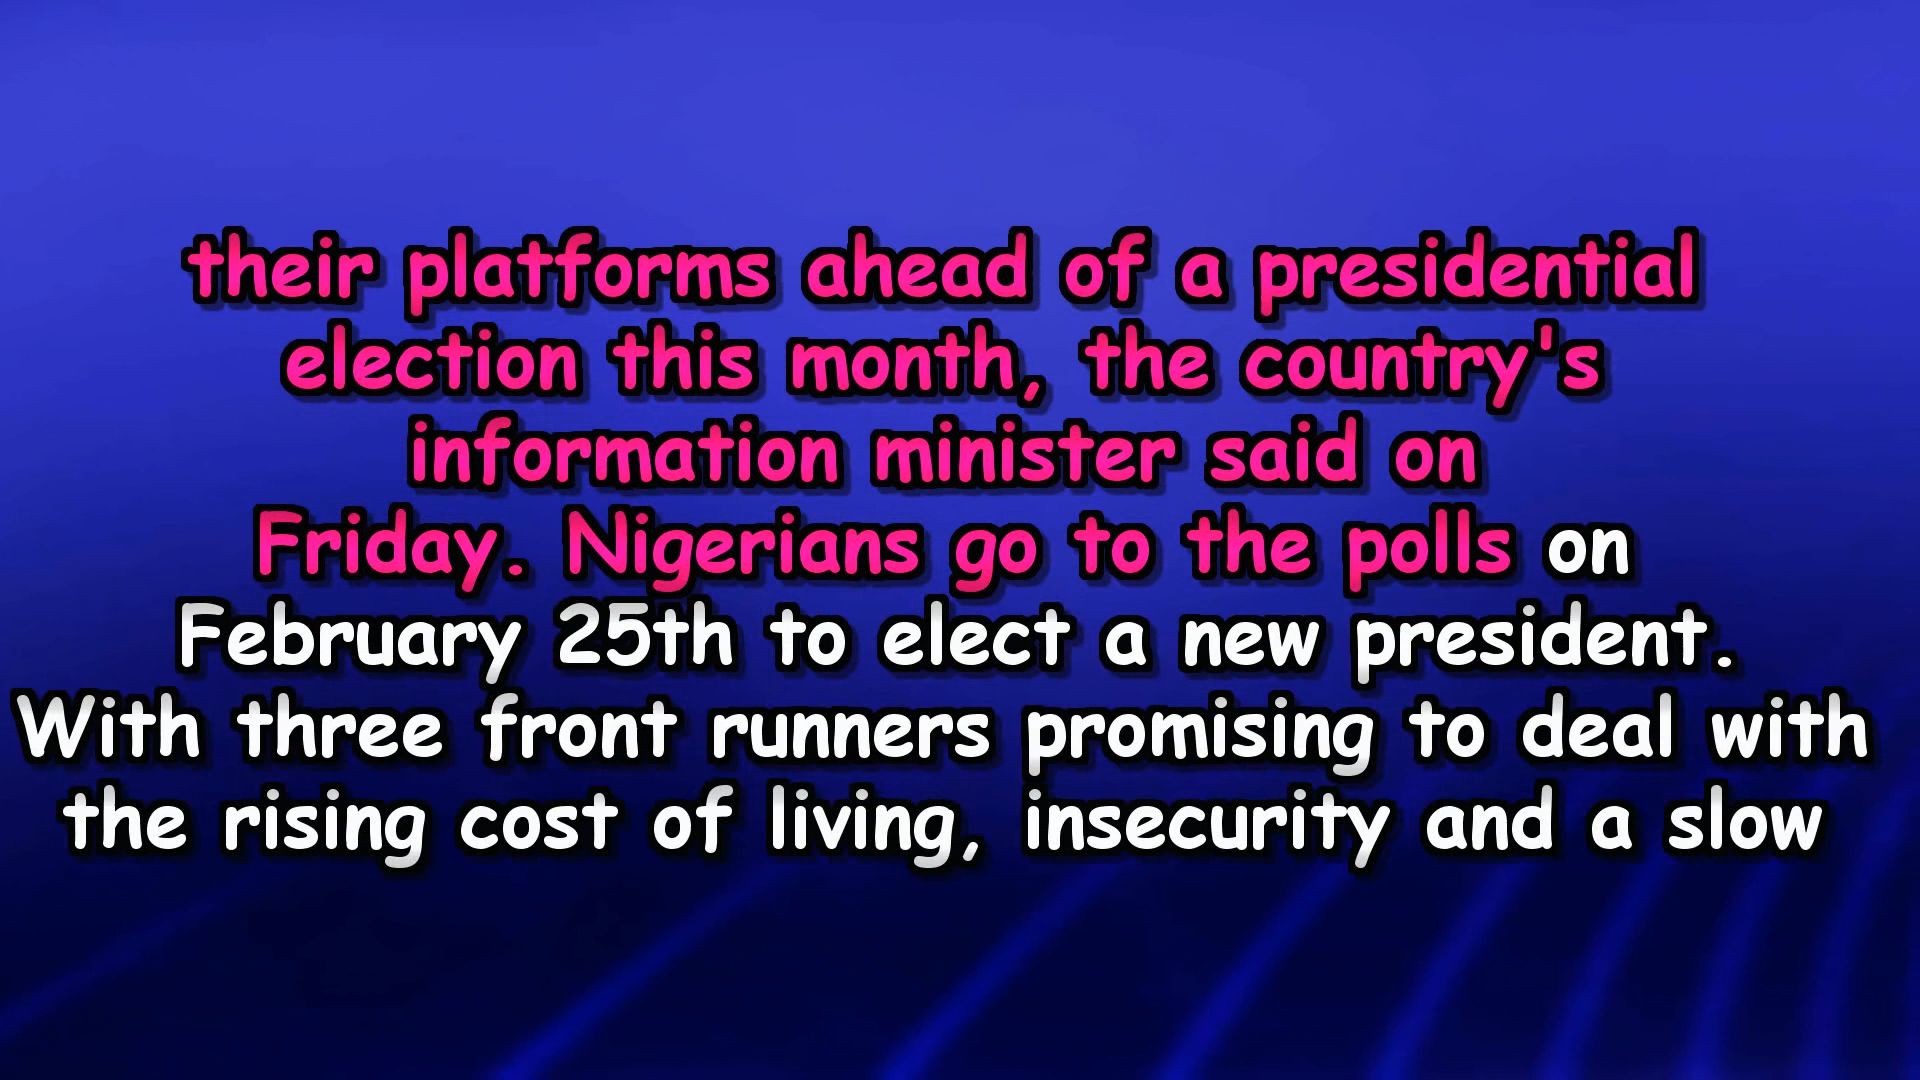 their platforms ahead of a presidential
election this month, the country's
information minister said on
Friday. Nigerians go to the polls on
February 25th to elect a new president.
With three front runners promising to deal with
the rising cost of living, insecurity and a slow